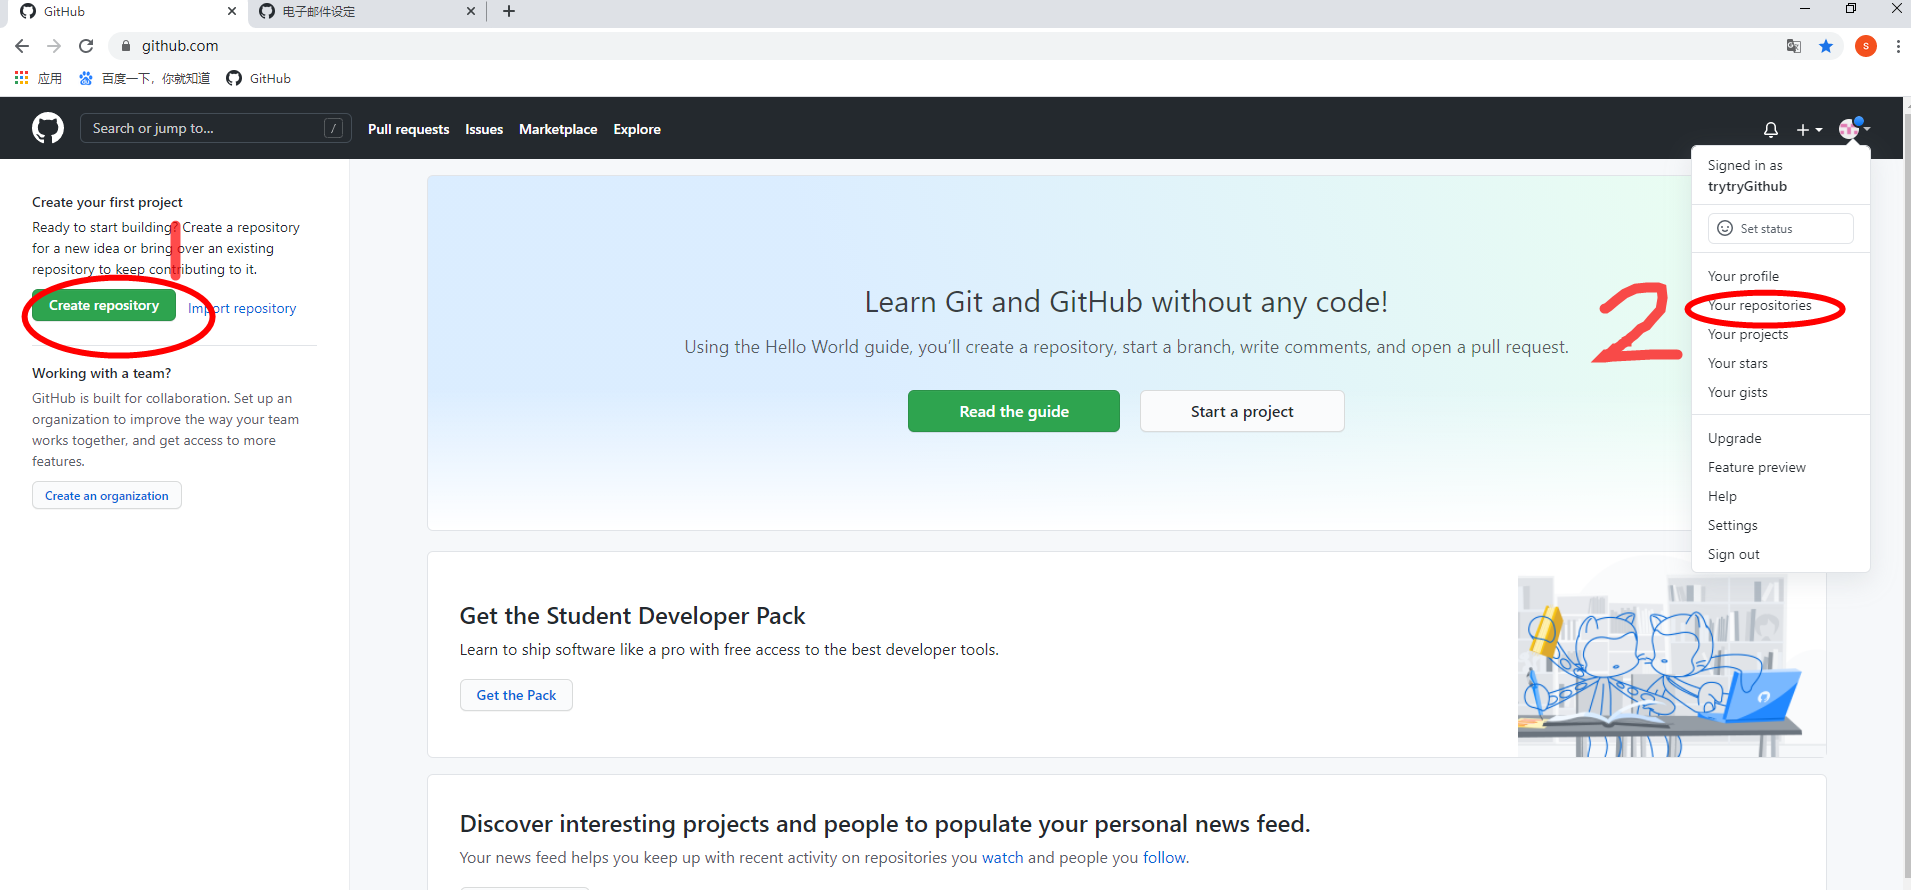 GitHub
电子邮件设定
github.com
S
应用
百度一下，你就知道
GitHub
Search or jump to...
/
Pull requests
Issues
Marketplace
Explore
Signed in as
trytryGithub
Set status
Your profile
Your repositories
Your projects
Your stars
Your gists
Upgrade
Feature preview
Help
Settings
Sign out
Create your first project
Ready to start building? Create a repository
for a new idea or bring over an existing
repository to keep contributing to it.
1
Create repository
Import repository
Working with a team?
GitHub is built for collaboration. Set up an
organization to improve the way your team
works together, and get access to more
features.
Create an organization
Learn Git and GitHub without any code!
2
Using the Hello World guide, you’ll create a repository, start a branch, write comments, and open a pull request.
Read the guide
Start a project
Get the Student Developer Pack
Learn to ship software like a pro with free access to the best developer tools.
Get the Pack
Discover interesting projects and people to populate your personal news feed.
Your news feed helps you keep up with recent activity on repositories you watch and people you follow.